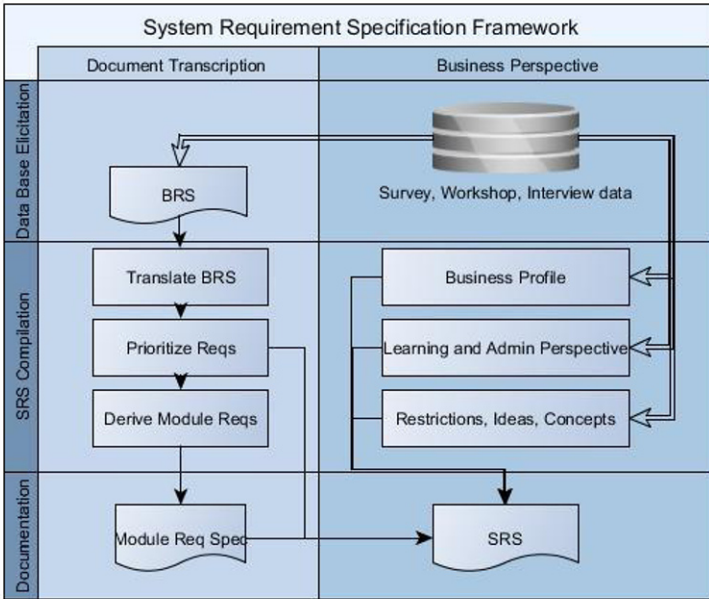 System Requirement Specification Framework
Document Transcription
Business Perspective
Data Base Elicitation
BRS
Survey, Workshop, Interview data
SRS Compilation
Translate BRS
Business Profile
Prioritize Reqs
Learning and Admin Perspective
Derive Module Reqs
Restrictions, Ideas, Concepts
Documentation
Module Req Spec
SRS